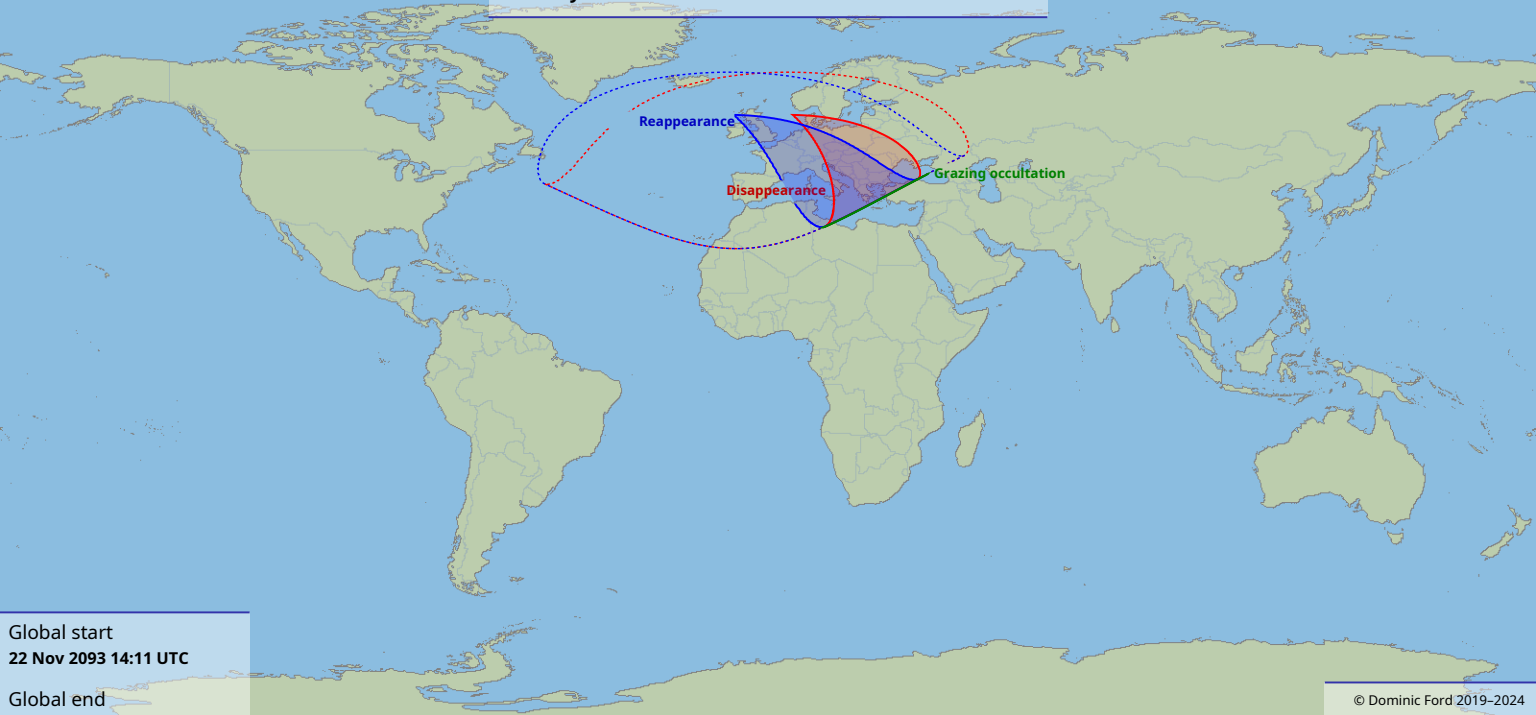 Reappearance
Grazing occultation
Disappearance
Global start
22 Nov 2093 14:11 UTC
Global end
© Dominic Ford 2019–2024